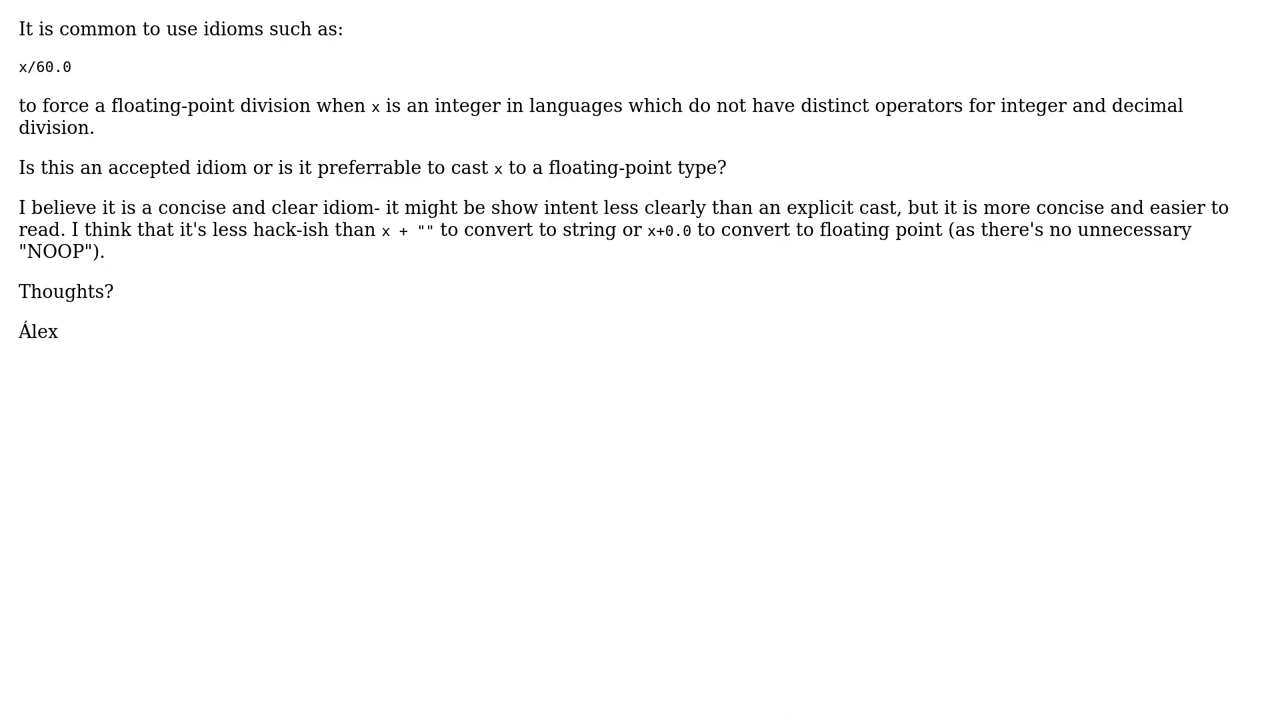 It is common to use idioms such as:
x/60.0
to force a floating-point division when x is an integer in languages which do not have distinct operators for integer and decimal
division.
Is this an accepted idiom or is it preferrable to cast x to a floating-point type?
I believe it is a concise and clear idiom- it might be show intent less clearly than an explicit cast, but it is more concise and easier to
read. I think that it's less hack-ish than x + "" to convert to string or x+0.0 to convert to floating point (as there's no unnecessary
"NOOP").
Thoughts?
Álex